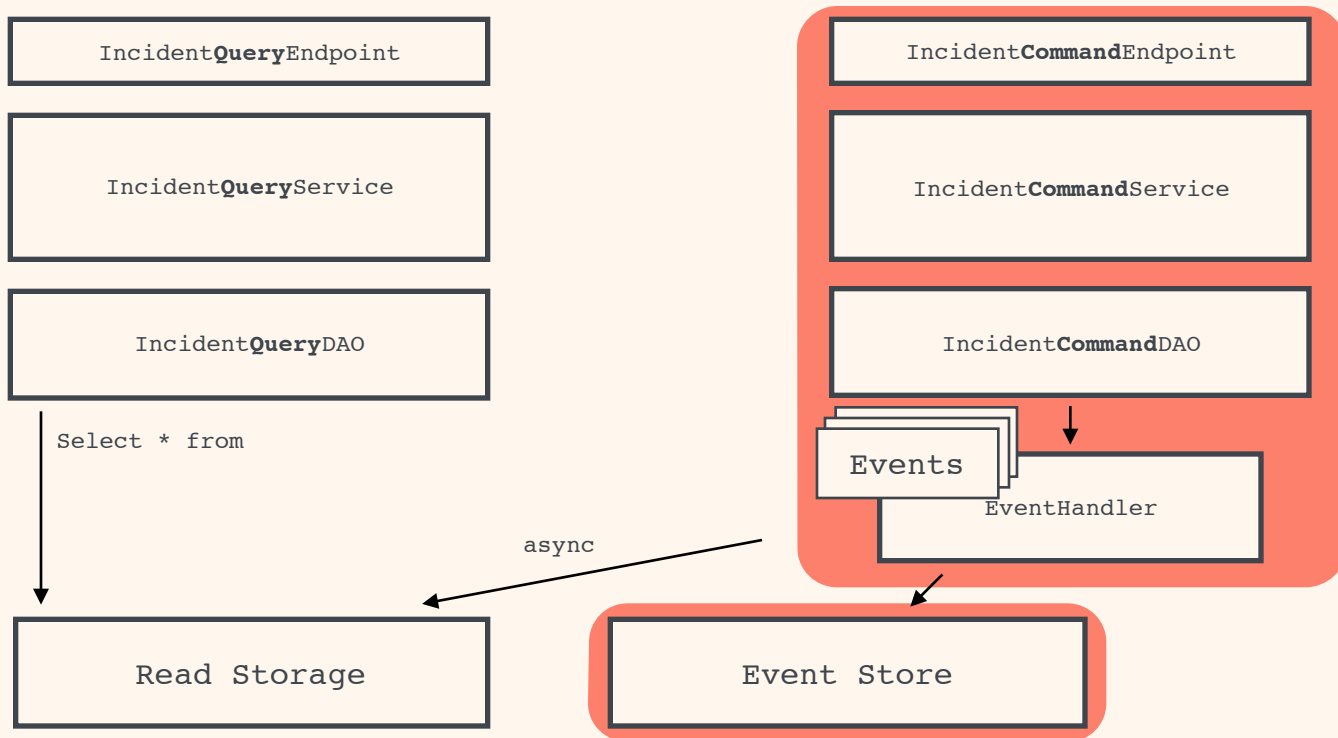 IncidentQueryEndpoint
IncidentQueryService
IncidentQueryDAO
Select * from
Read Storage
async
IncidentCommandEndpoint
IncidentCommandService
IncidentCommandDAO
Events
EventHandler
Event Store